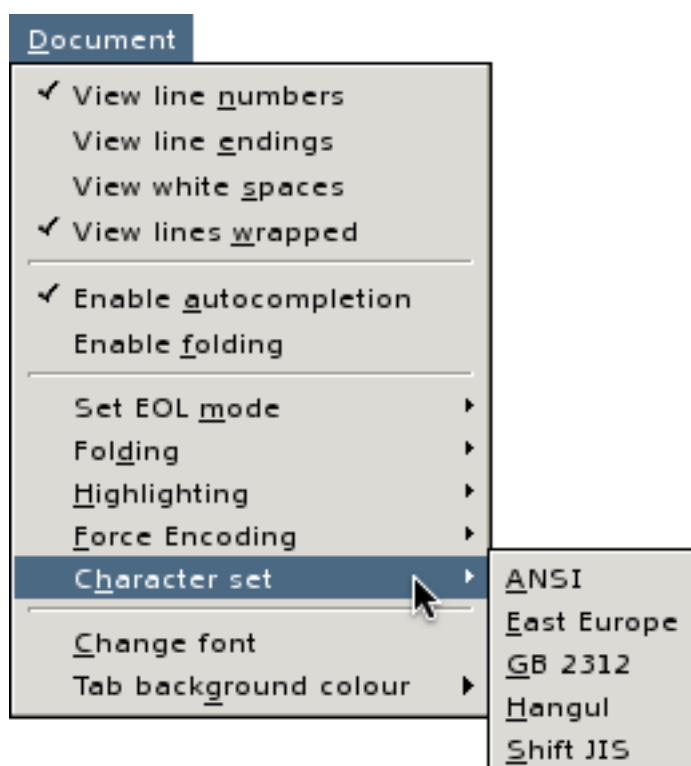 Document
View line numbers
View line endings
View white spaces
View lines wrapped
Enable autocompletion
Enable folding
Set EOL mode
Folding
Highlighting
Force Encoding
Character set
Change font
Tab background colour
ANSI
East Europe
GB 2312
Hangul
Shift JIS